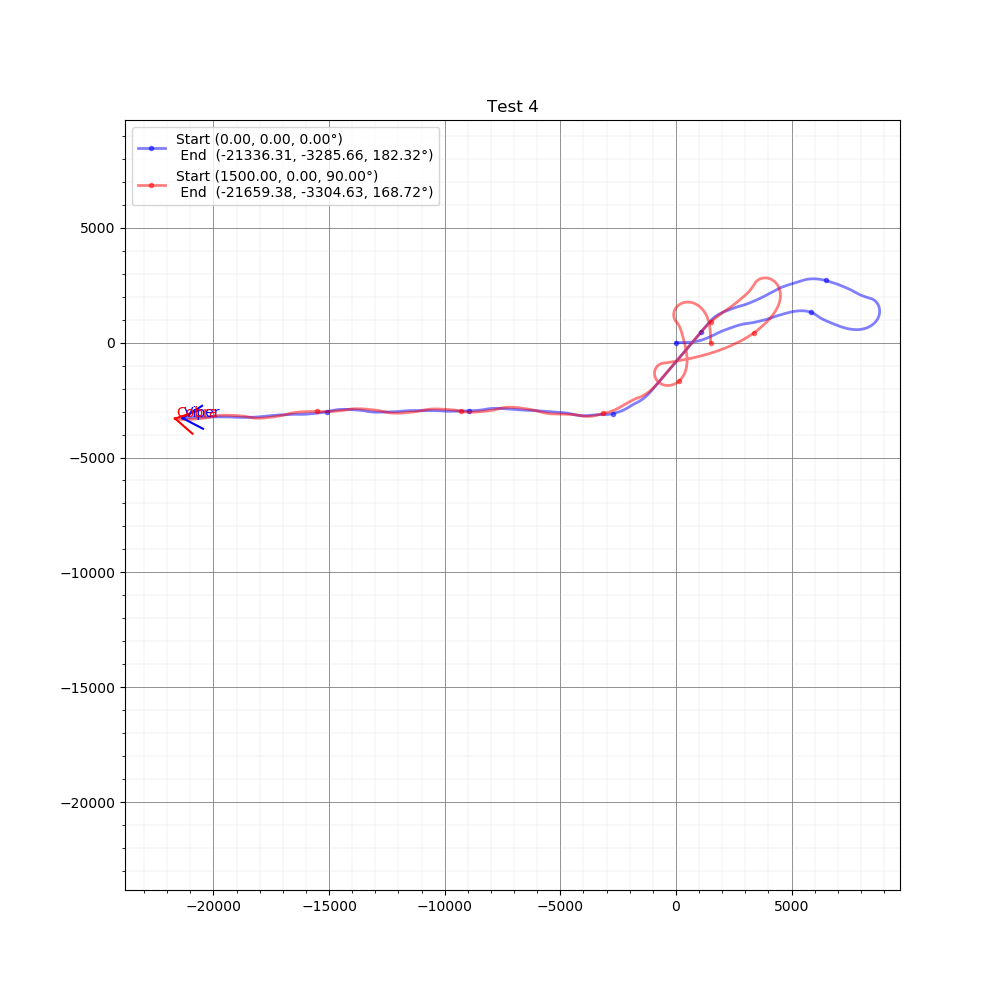 Test 4
Start (0.00, 0.00, 0.00°)
End (-21336.31, -3285.66, 182.32°)
Start (1500.00, 0.00, 90.00°)
End (-21659.38, -3304.63, 168.72°)
5000
0
−5000
−10000
−15000
−20000
−20000 −15000 −10000 −5000 0 5000